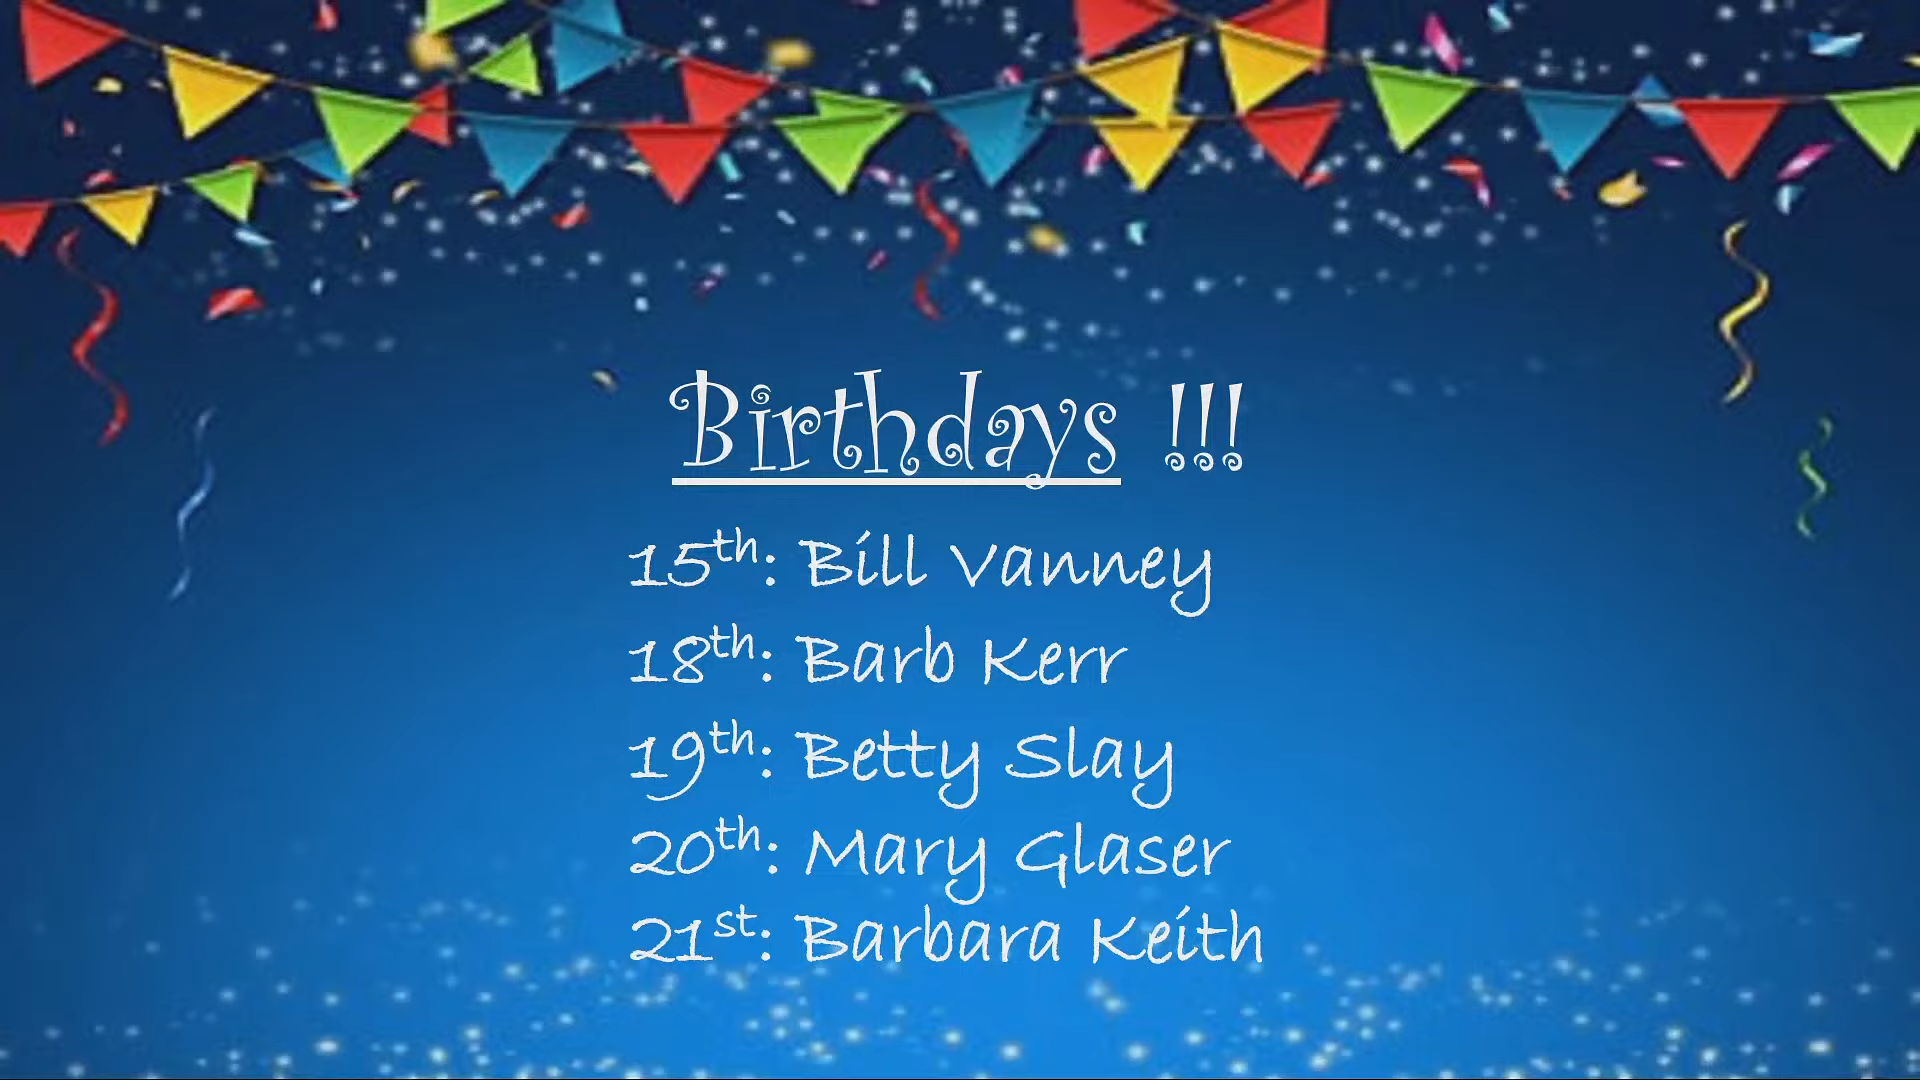 Birthdays !!!
15th: Bill Vanney
18th: Barb Kerr
19th: Betty Slay
20th: Mary Glaser
21st: Barbara Keith